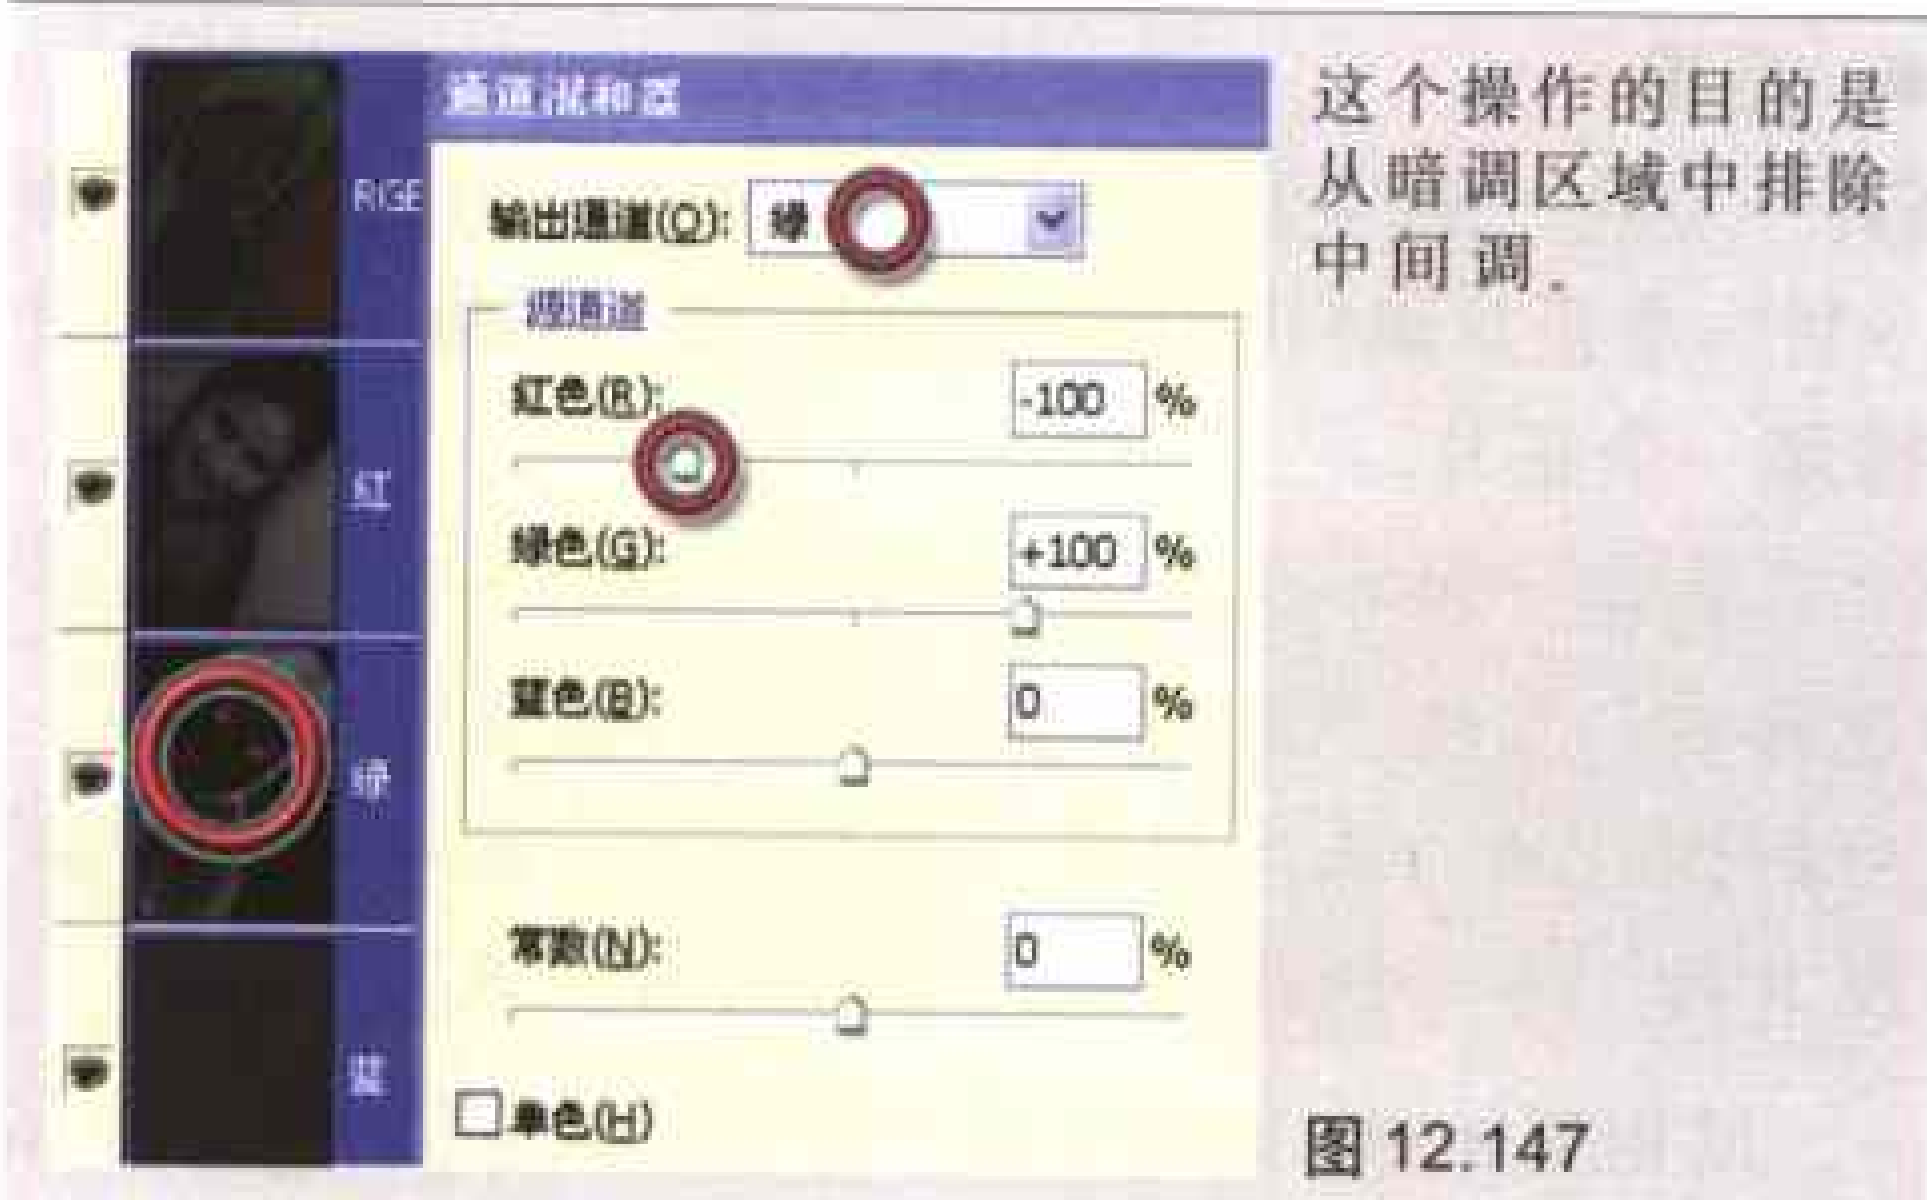 通道混和器
RGB
输出通道(O): 绿
源通道
红色(R): -100 %
红
绿色(G): +100 %
蓝色(B): 0 %
绿
常数(N): 0 %
蓝
单色(H)
这个操作的目的是
从暗调区域中排除
中间调.
图 12.147